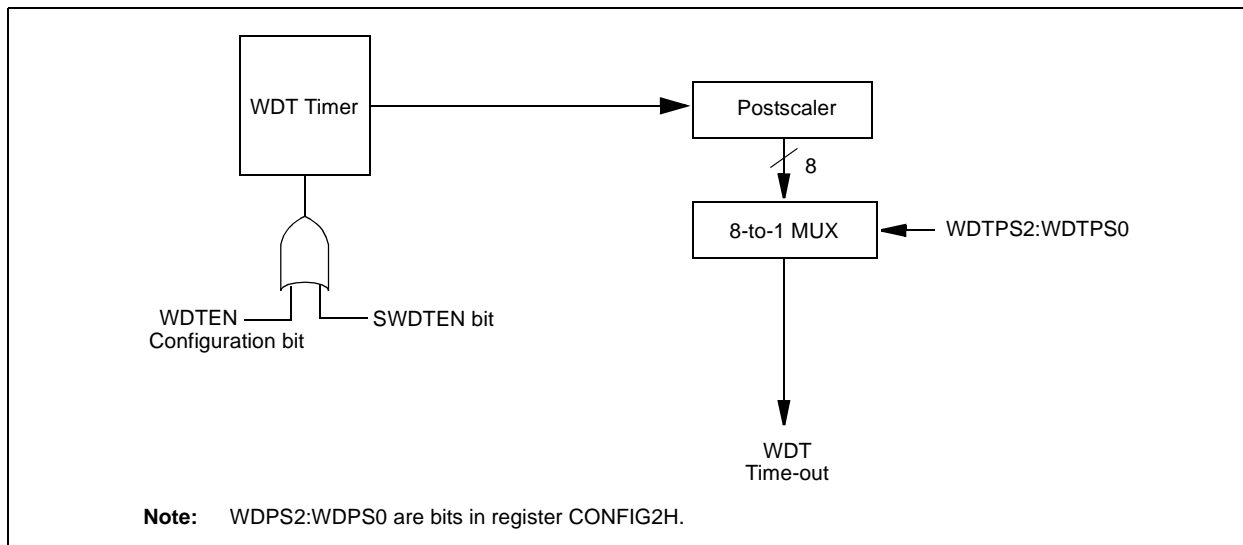 WDT Timer
Postscaler
8
8-to-1 MUX
WDTPS2:WDTPS0
WDTEN
Configuration bit
SWDTEN bit
WDT
Time-out
Note: WDPS2:WDPS0 are bits in register CONFIG2H.